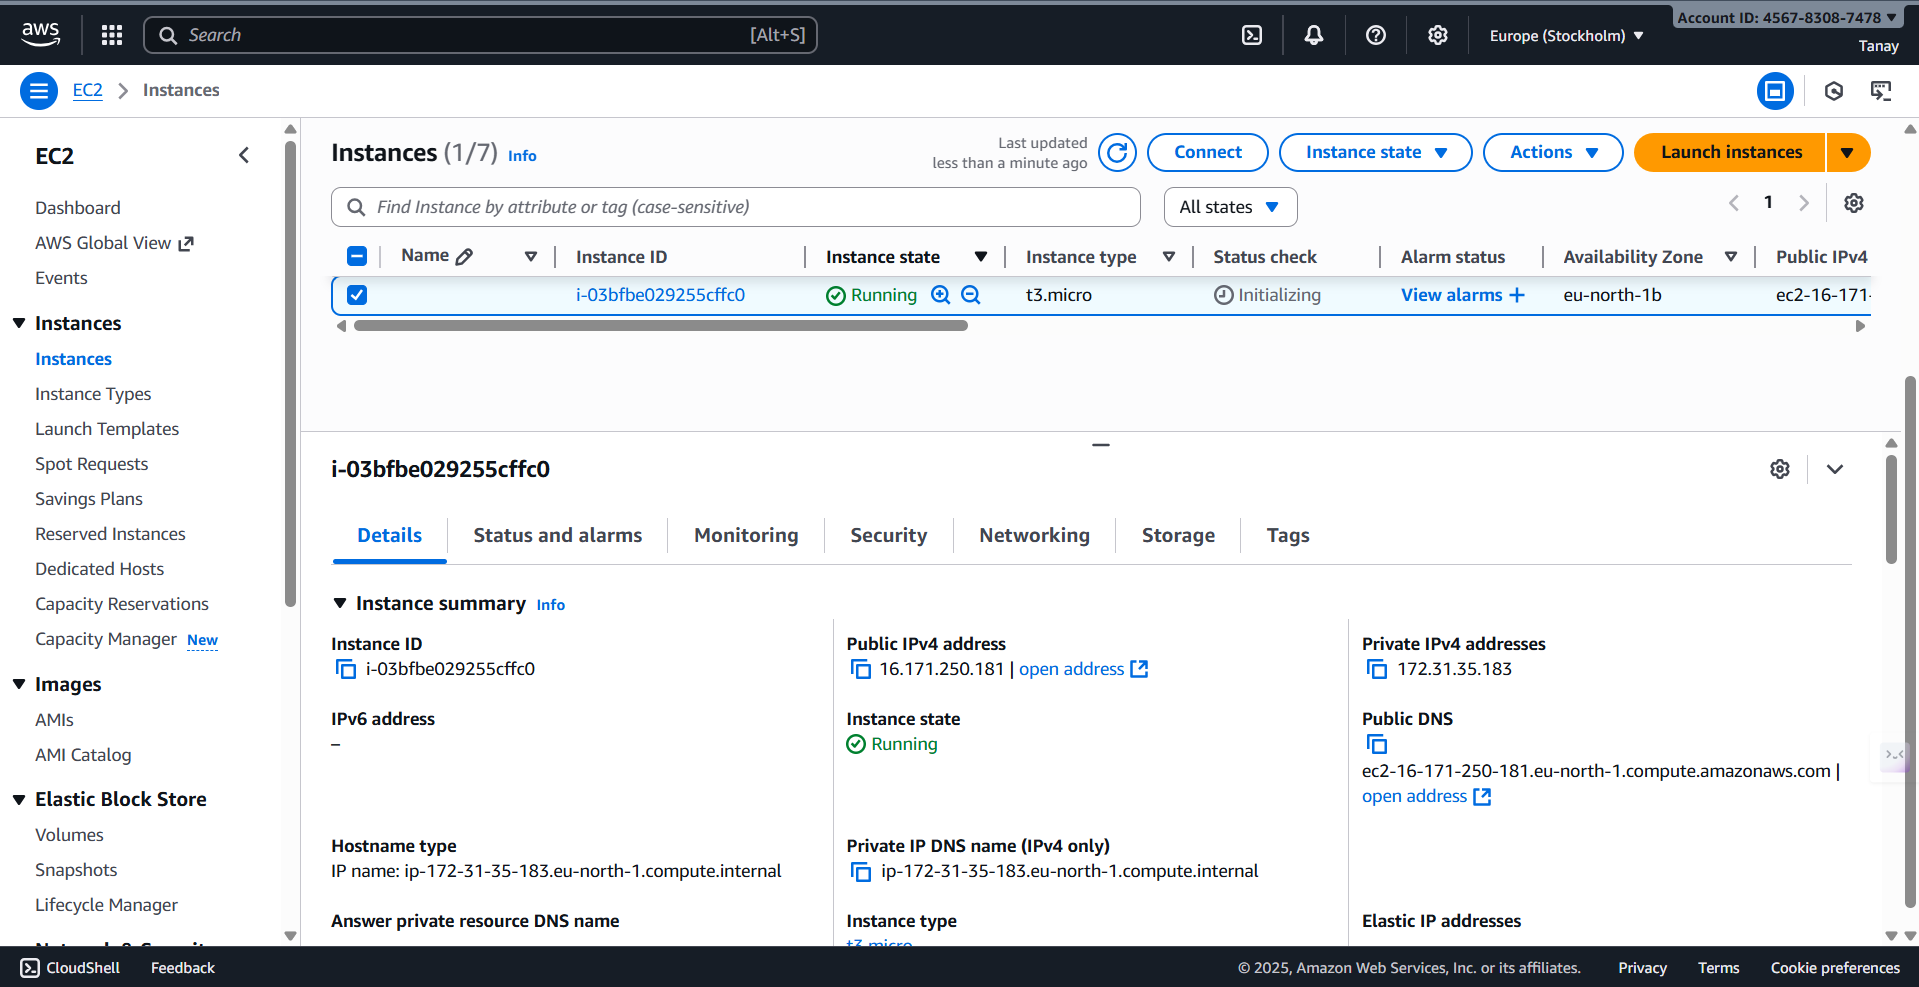 aws
Search [Alt+S]
Europe (Stockholm)
Account ID: 4567-8308-7478
Tanay
EC2 Instances
EC2
Dashboard
AWS Global View
Events
Instances
Instances
Instance Types
Launch Templates
Spot Requests
Savings Plans
Reserved Instances
Dedicated Hosts
Capacity Reservations
Capacity Manager New
Images
AMIs
AMI Catalog
Elastic Block Store
Volumes
Snapshots
Lifecycle Manager
Instances (1/7) Info
Last updated
less than a minute ago
Connect
Instance state
Actions
Launch instances
Find Instance by attribute or tag (case-sensitive)
All states
1
Name Instance ID Instance state Instance type Status check Alarm status Availability Zone Public IPv4
i-03bfbe029255cffc0 Running t3.micro Initializing View alarms + eu-north-1b ec2-16-171-
i-03bfbe029255cffc0
Details Status and alarms Monitoring Security Networking Storage Tags
Instance summary Info
Instance ID
i-03bfbe029255cffc0
Public IPv4 address
16.171.250.181 | open address
Private IPv4 addresses
172.31.35.183
IPv6 address
–
Instance state
Running
Public DNS
ec2-16-171-250-181.eu-north-1.compute.amazonaws.com |
open address
Hostname type
IP name: ip-172-31-35-183.eu-north-1.compute.internal
Private IP DNS name (IPv4 only)
ip-172-31-35-183.eu-north-1.compute.internal
Answer private resource DNS name
Instance type
t3.micro
Elastic IP addresses
CloudShell Feedback
© 2025, Amazon Web Services, Inc. or its affiliates. Privacy Terms Cookie preferences